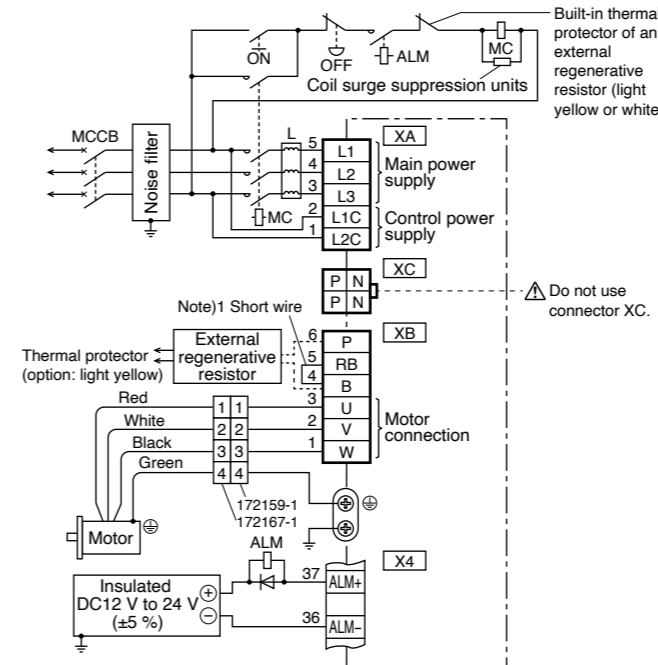 Built-in thermal
protector of an
external
regenerative
resistor (light
yellow or white
ON
OFF
ALM
MC
Coil surge suppression units
MCCB
Noise filter
L
XA
5 L1
4 L2
3 L3
Main power
supply
MC
2 L1C
1 L2C
Control power
supply
XC
P N
P N
⚠ Do not use
connector XC.
Note)1 Short wire
XB
Thermal protector
(option: light yellow)
External
regenerative
resistor
6 P
5 RB
4 B
3 U
2 V
1 W
Motor
connection
Red
White
Black
Green
1 1
2 2
3 3
4 4
172159-1
172167-1
Motor
ALM
X4
Insulated
DC12 V to 24 V
(±5 %)
+
−
37 ALM+
36 ALM−